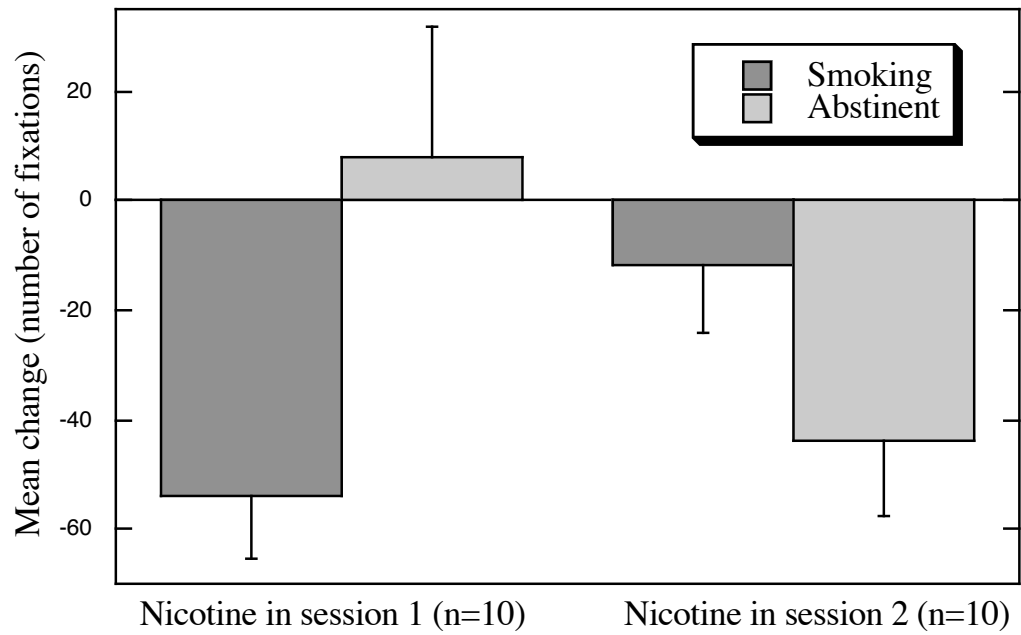 Mean change (number of fixations)
20
0
-20
-40
-60
Smoking
Abstinent
Nicotine in session 1 (n=10)
Nicotine in session 2 (n=10)